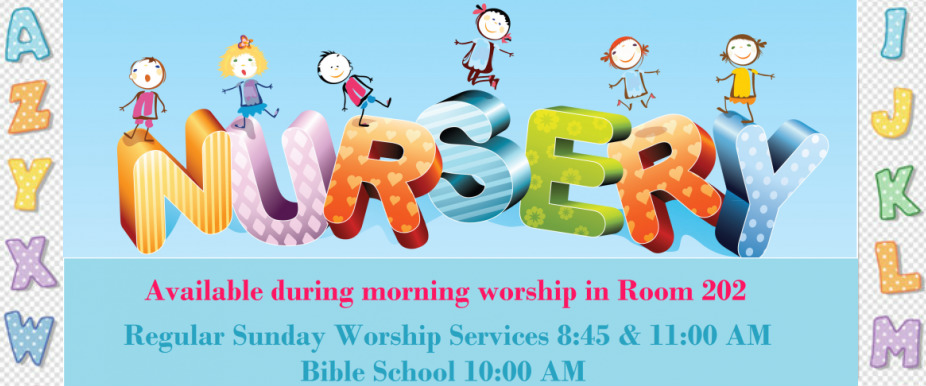 A
Z
Y
X
W
NURSERY
Available during morning worship in Room 202
Regular Sunday Worship Services 8:45 & 11:00 AM
Bible School 10:00 AM
I
J
K
L
M